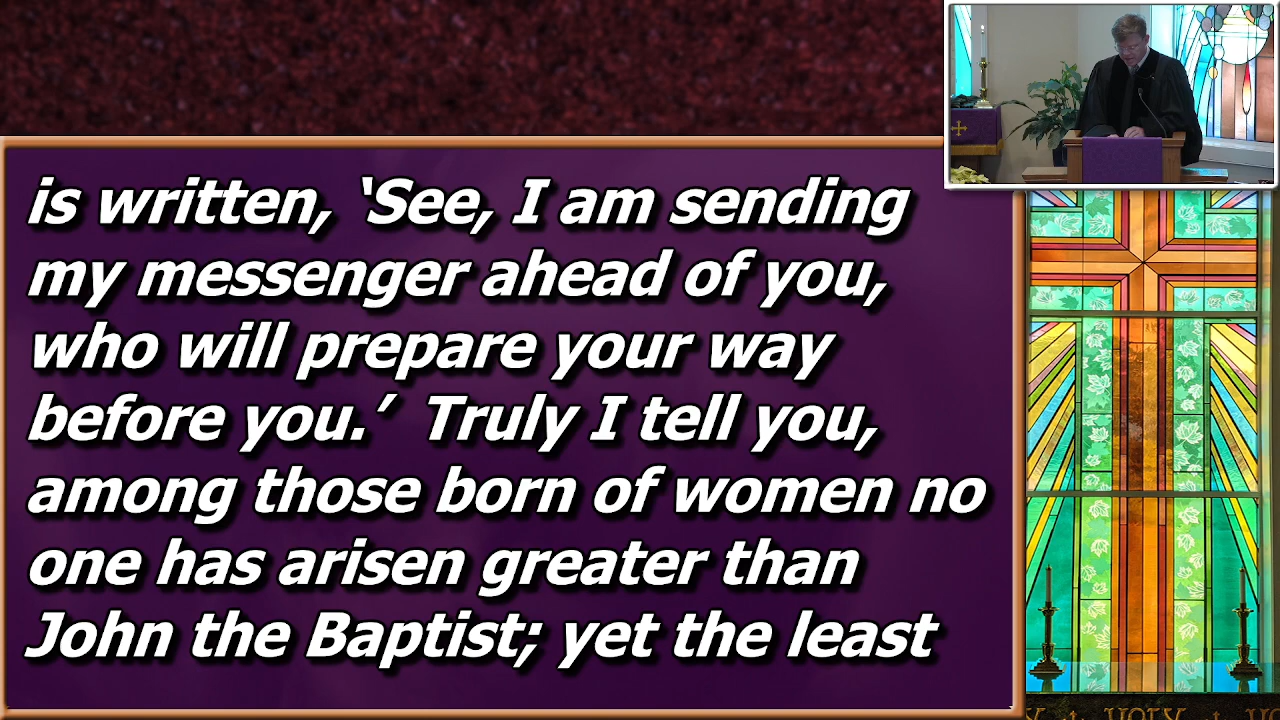 is written, ‘See, I am sending
my messenger ahead of you,
who will prepare your way
before you.’ Truly I tell you,
among those born of women no
one has arisen greater than
John the Baptist; yet the least
HOLY